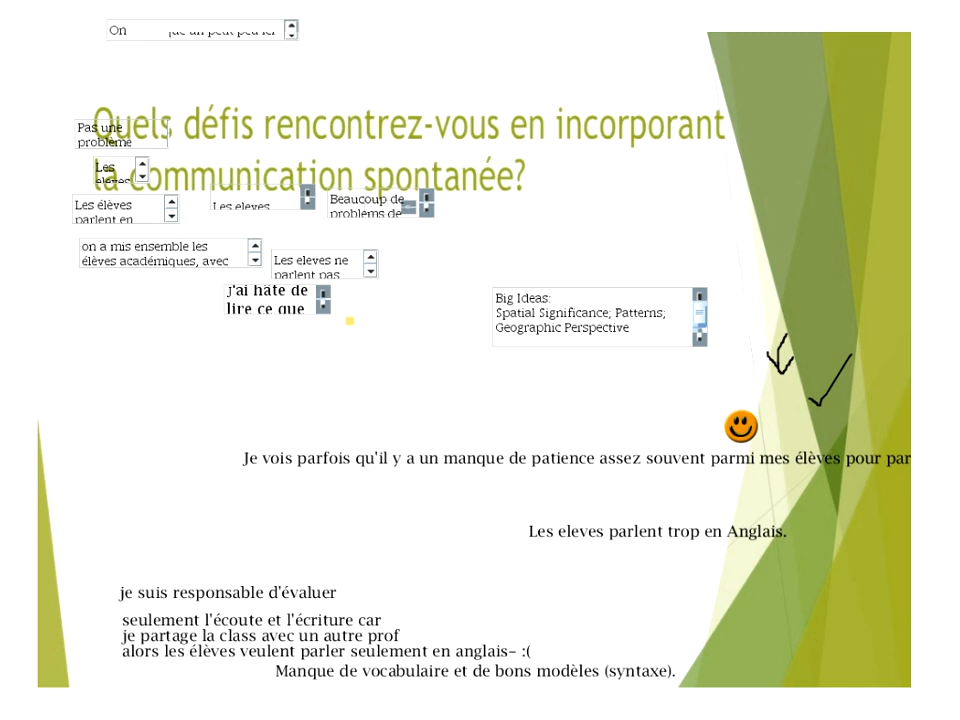 On
Quels défis rencontrez-vous en incorporant
la communication spontanée?
Pas une
problème
Les
élèves
Les élèves
parlent en
Les eleves
Beaucoup de
problems de
on a mis ensemble les
élèves académiques, avec
Les eleves ne
parlent pas
J'ai hâte de
lire ce que
Big Ideas:
Spatial Significance; Patterns;
Geographic Perspective
Je vois parfois qu'il y a un manque de patience assez souvent parmi mes élèves pour par
Les eleves parlent trop en Anglais.
je suis responsable d'évaluer
seulement l'écoute et l'écriture car
je partage la class avec un autre prof
alors les élèves veulent parler seulement en anglais- :(
Manque de vocabulaire et de bons modèles (syntaxe).